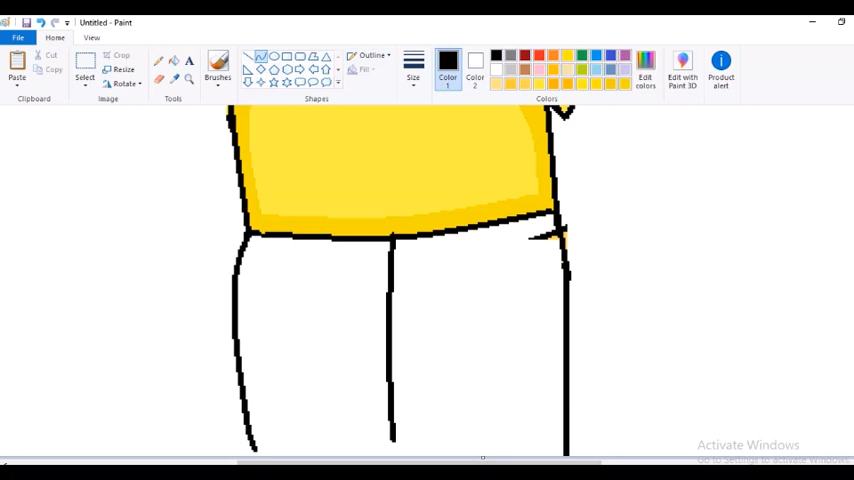 Untitled - Paint
File
Home
View
Paste
Cut
Copy
Clipboard
Select
Crop
Resize
Rotate
Image
Tools
Brushes
Outline
Fill
Shapes
Size
Color 1
Color 2
Edit colors
Colors
Edit with Paint 3D
Product alert
A
Activate Windows
Go to Settings to activate Windows.